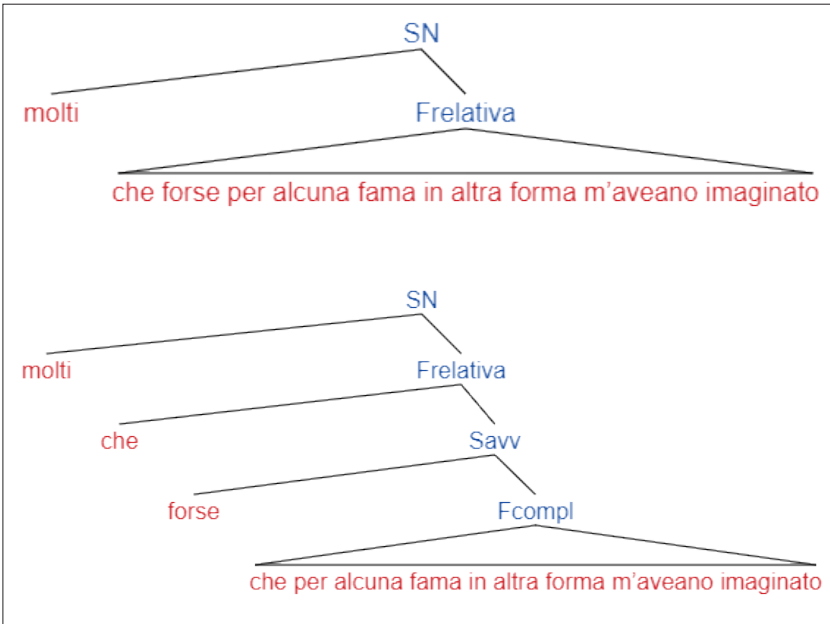 SN
molti
Frelativa
che forse per alcuna fama in altra forma m'aveano imaginato
SN
molti
Frelativa
che
Savv
forse
Fcompl
che per alcuna fama in altra forma m'aveano imaginato